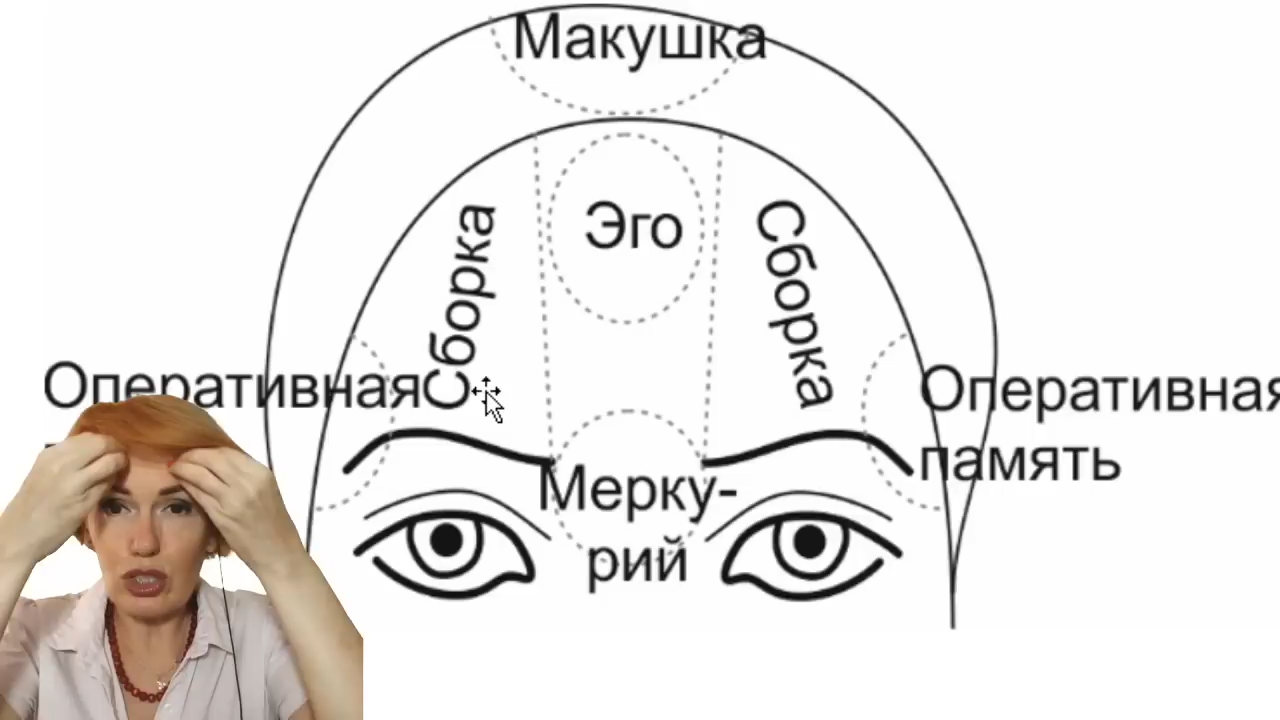 Макушка
Эго
Сборка
Сборка
Оперативная
Оперативная
память
Мерку-
рий